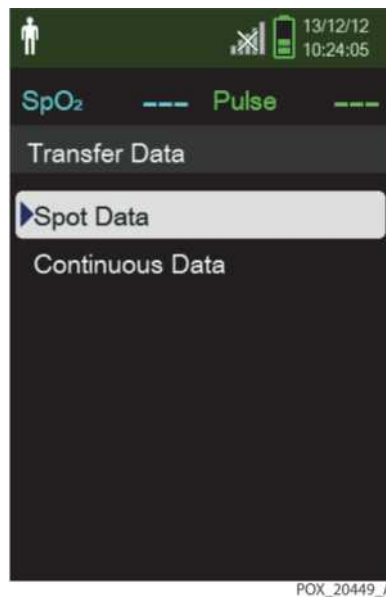 13/12/12
10:24:05
SpO₂ --- Pulse ---
Transfer Data
Spot Data
Continuous Data
POX_20449_